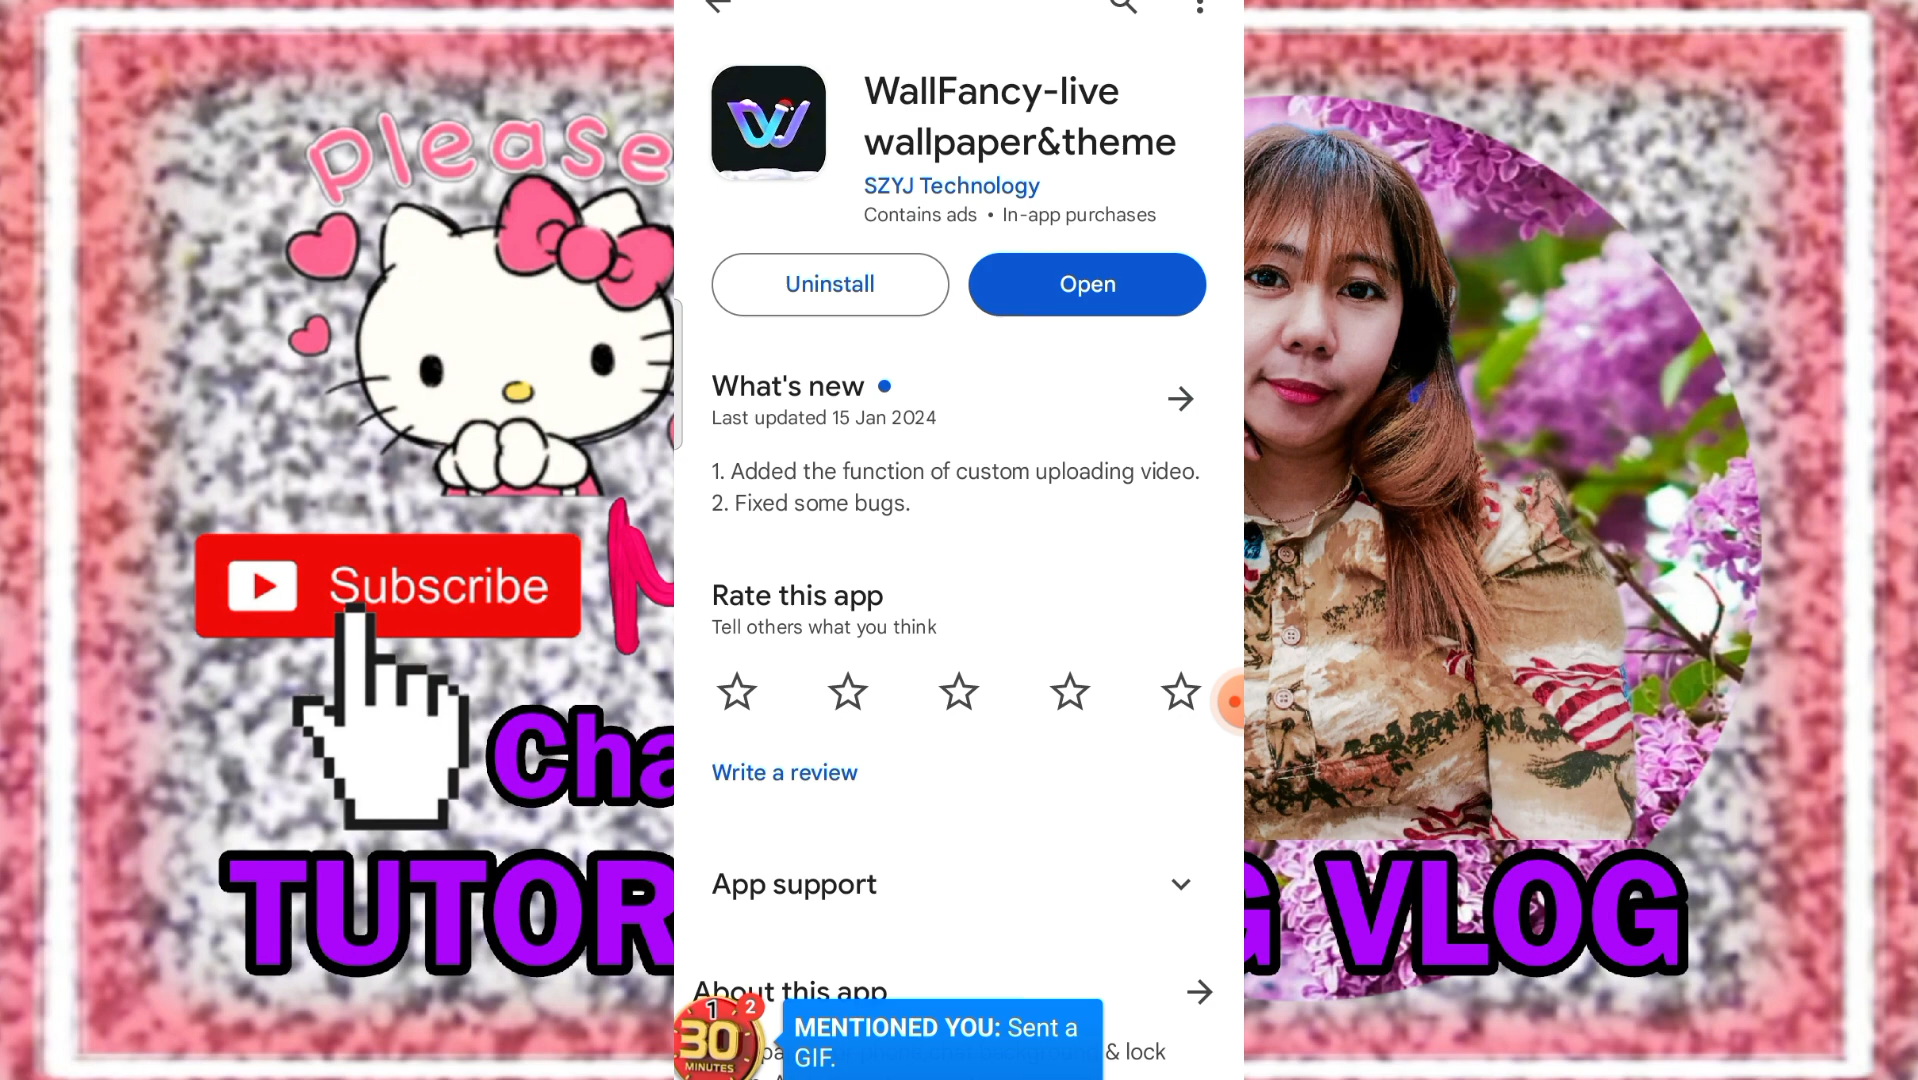 please
WallFancy-live
wallpaper&theme
SZYJ Technology
Contains ads • In-app purchases
Uninstall
Open
What's new
Last updated 15 Jan 2024
1. Added the function of custom uploading video.
2. Fixed some bugs.
Subscribe
Rate this app
Tell others what you think
Write a review
Cha
App support
TUTOR
G VLOG
About this app
1
2
30
MINUTES
MENTIONED YOU: Sent a
GIF.
& lock